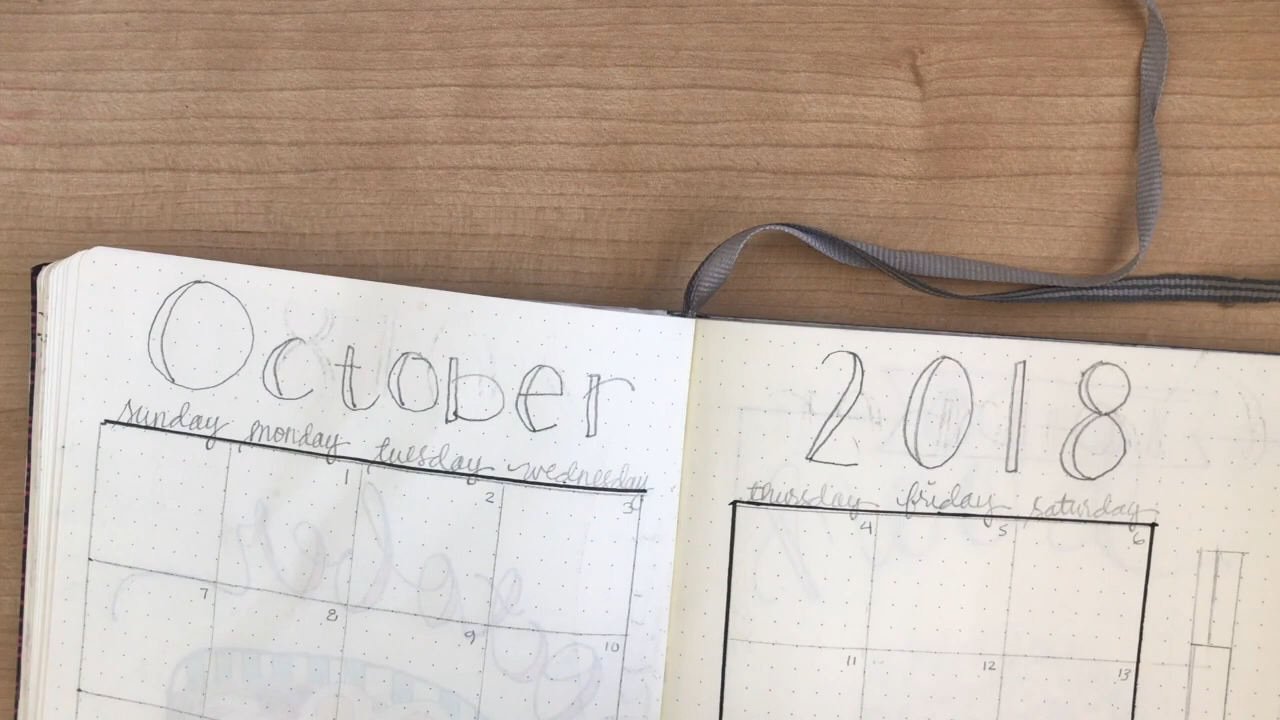 October 2018
sunday monday tuesday wednesday thursday friday saturday
1 2 3 4 5 6
7 8 9 10 11 12 13